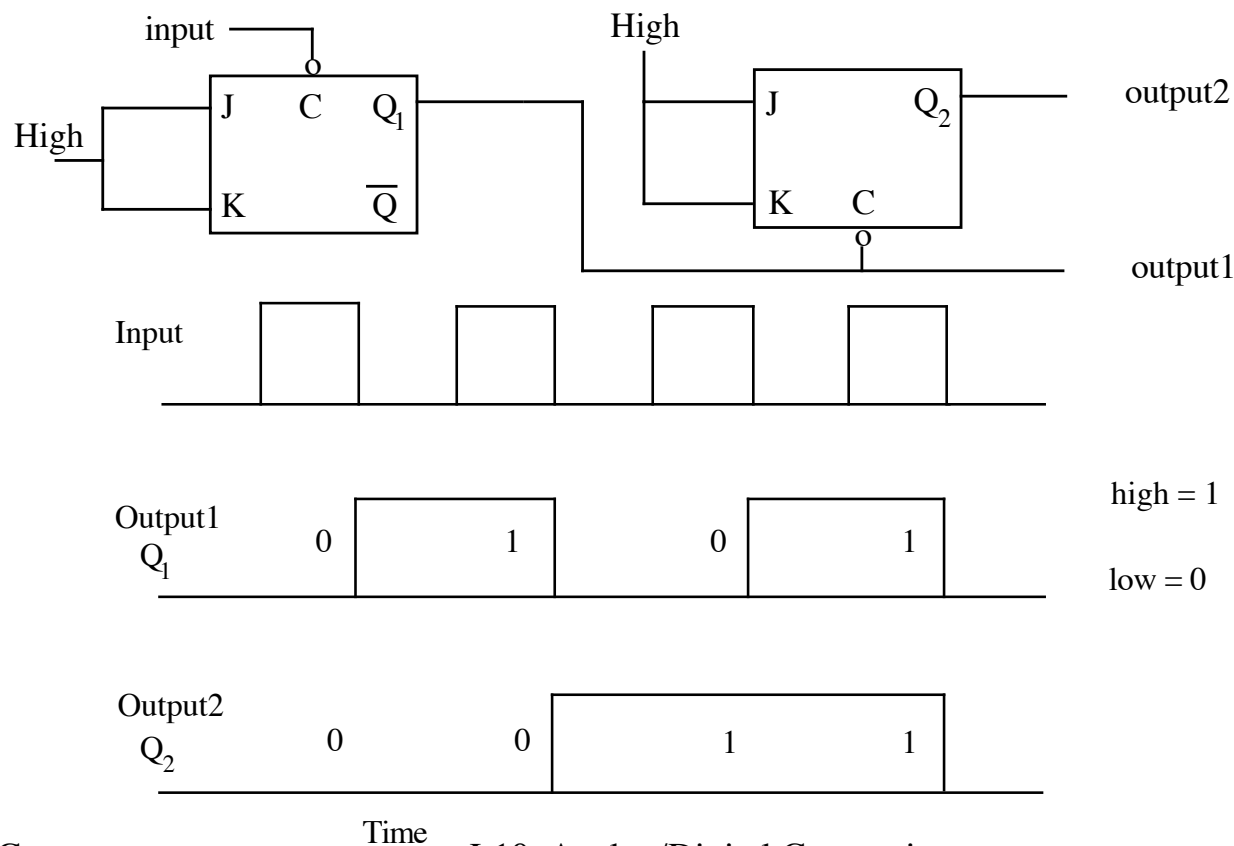 input
High
J C Q1
output2
J Q2
High
K Q̅
K C
output1
Input
high = 1
Output1
0 1 0 1
Q1
low = 0
Output2
0 0 1 1
Q2
Time